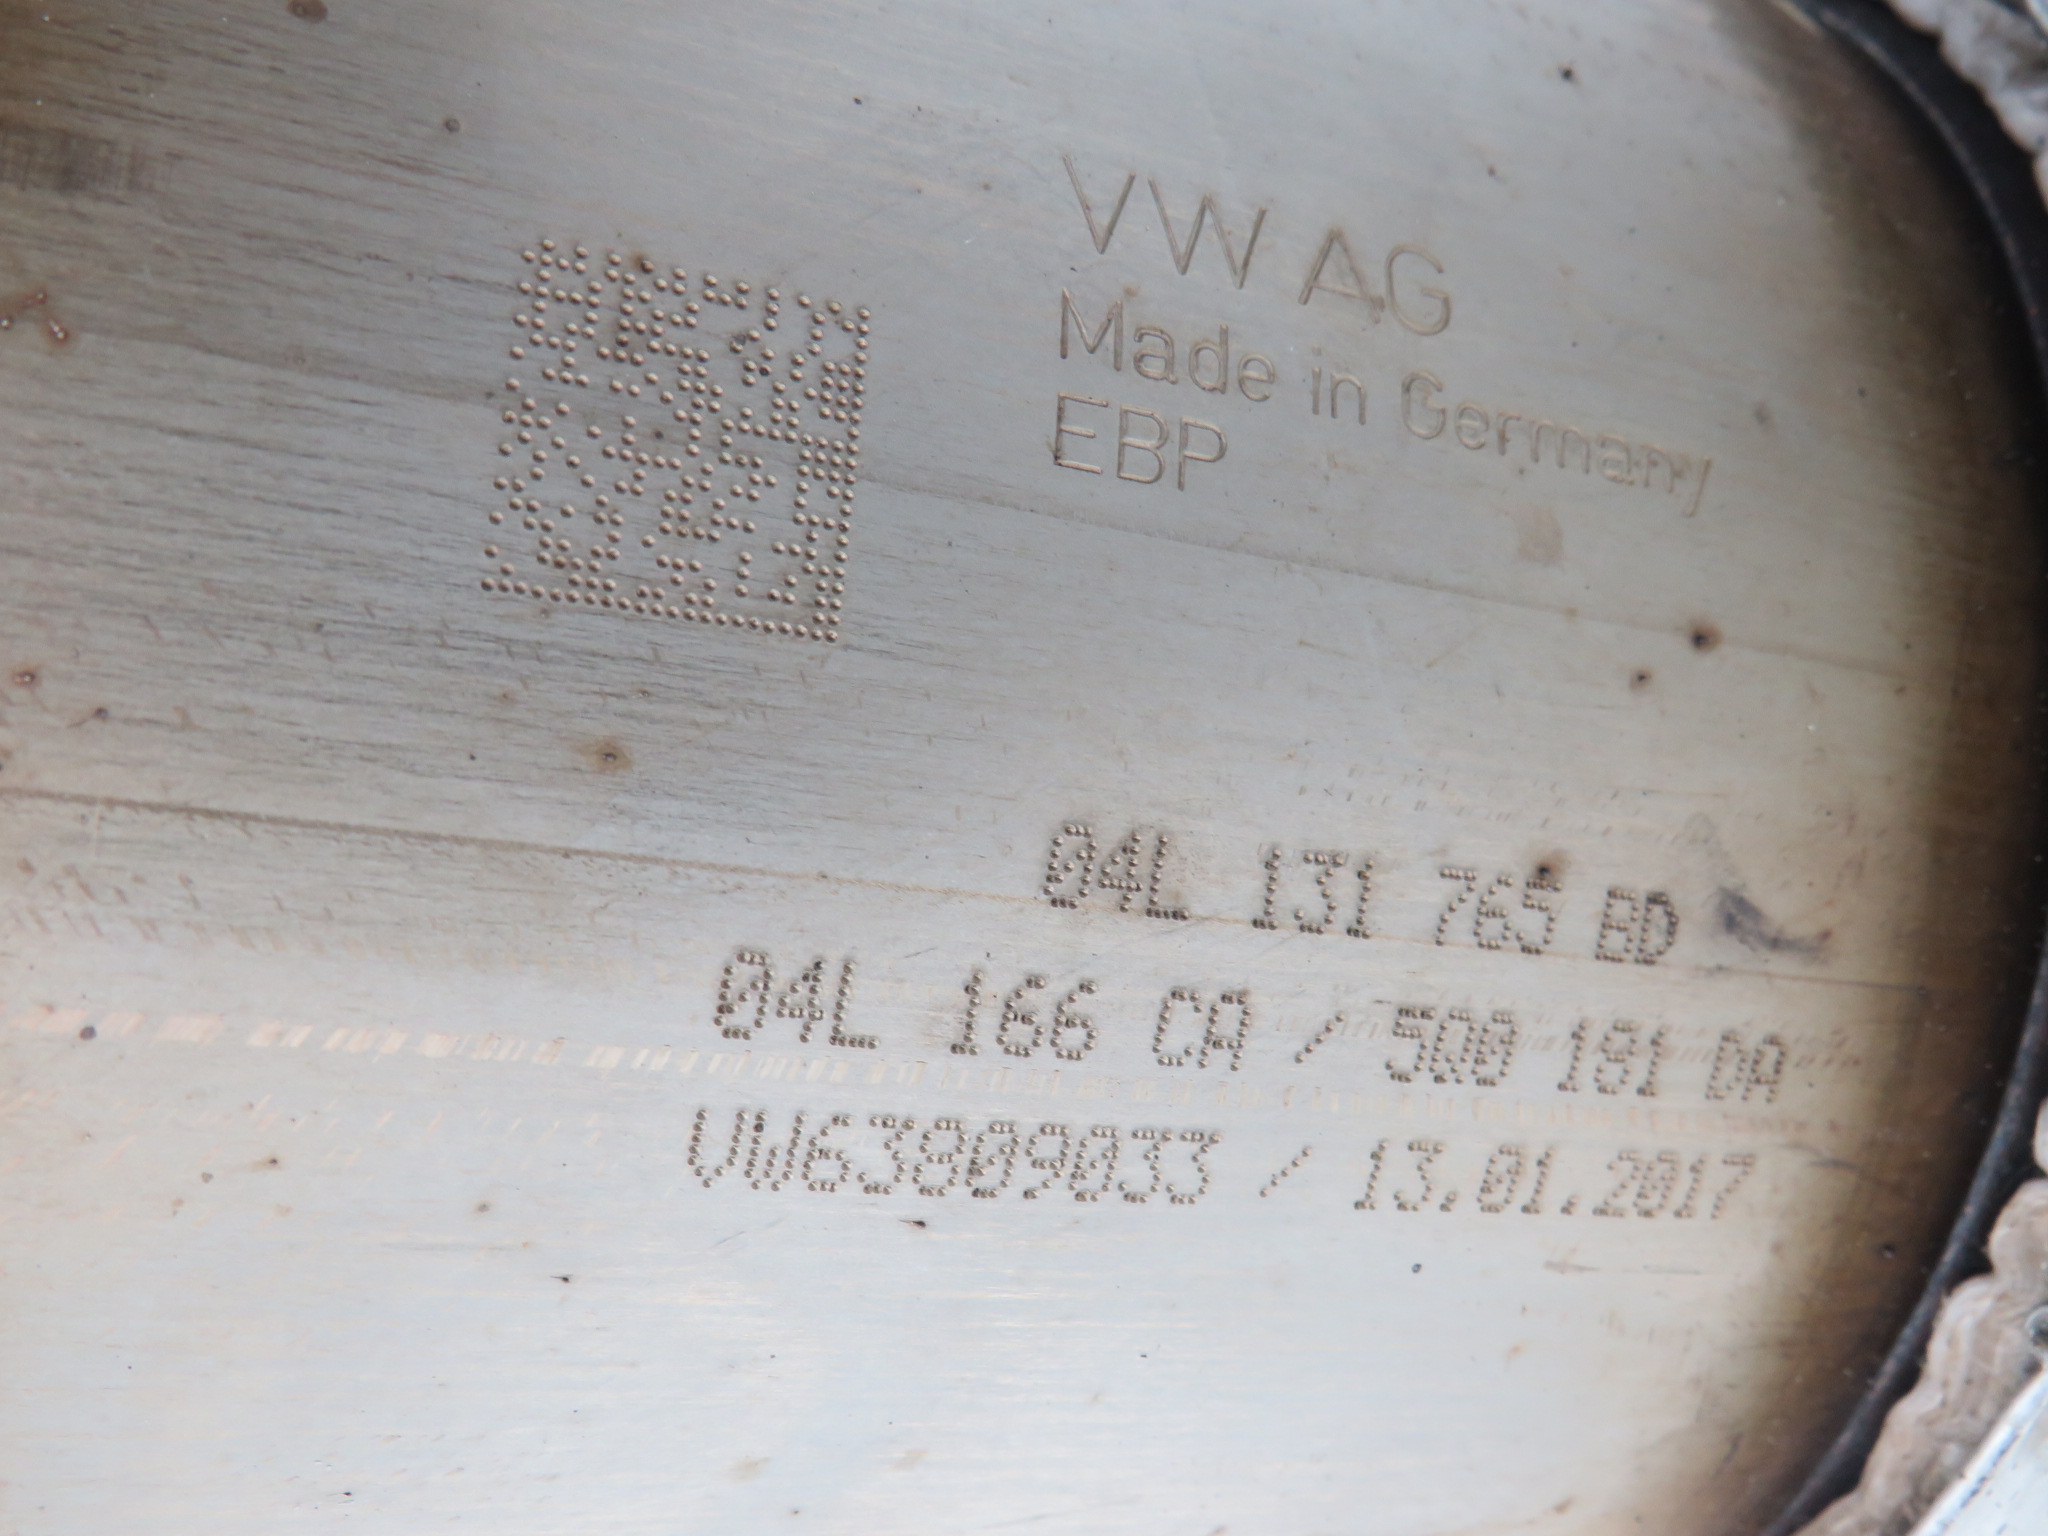 VW AG
Made in Germany
EBP
04L 131 765 BD
04L 166 CA / 5Q0 181 DA
VW63809033 / 13.01.2017